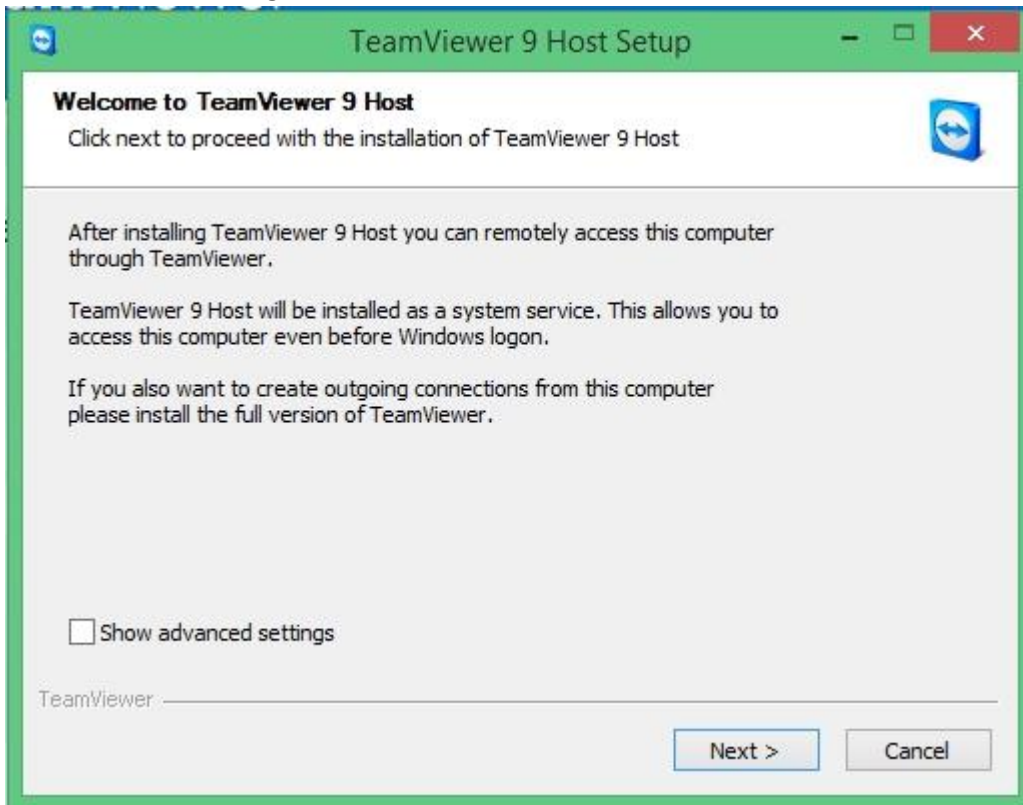 TeamViewer 9 Host Setup
Welcome to TeamViewer 9 Host
Click next to proceed with the installation of TeamViewer 9 Host
After installing TeamViewer 9 Host you can remotely access this computer
through TeamViewer.
TeamViewer 9 Host will be installed as a system service. This allows you to
access this computer even before Windows logon.
If you also want to create outgoing connections from this computer
please install the full version of TeamViewer.
Show advanced settings
TeamViewer
Next >
Cancel